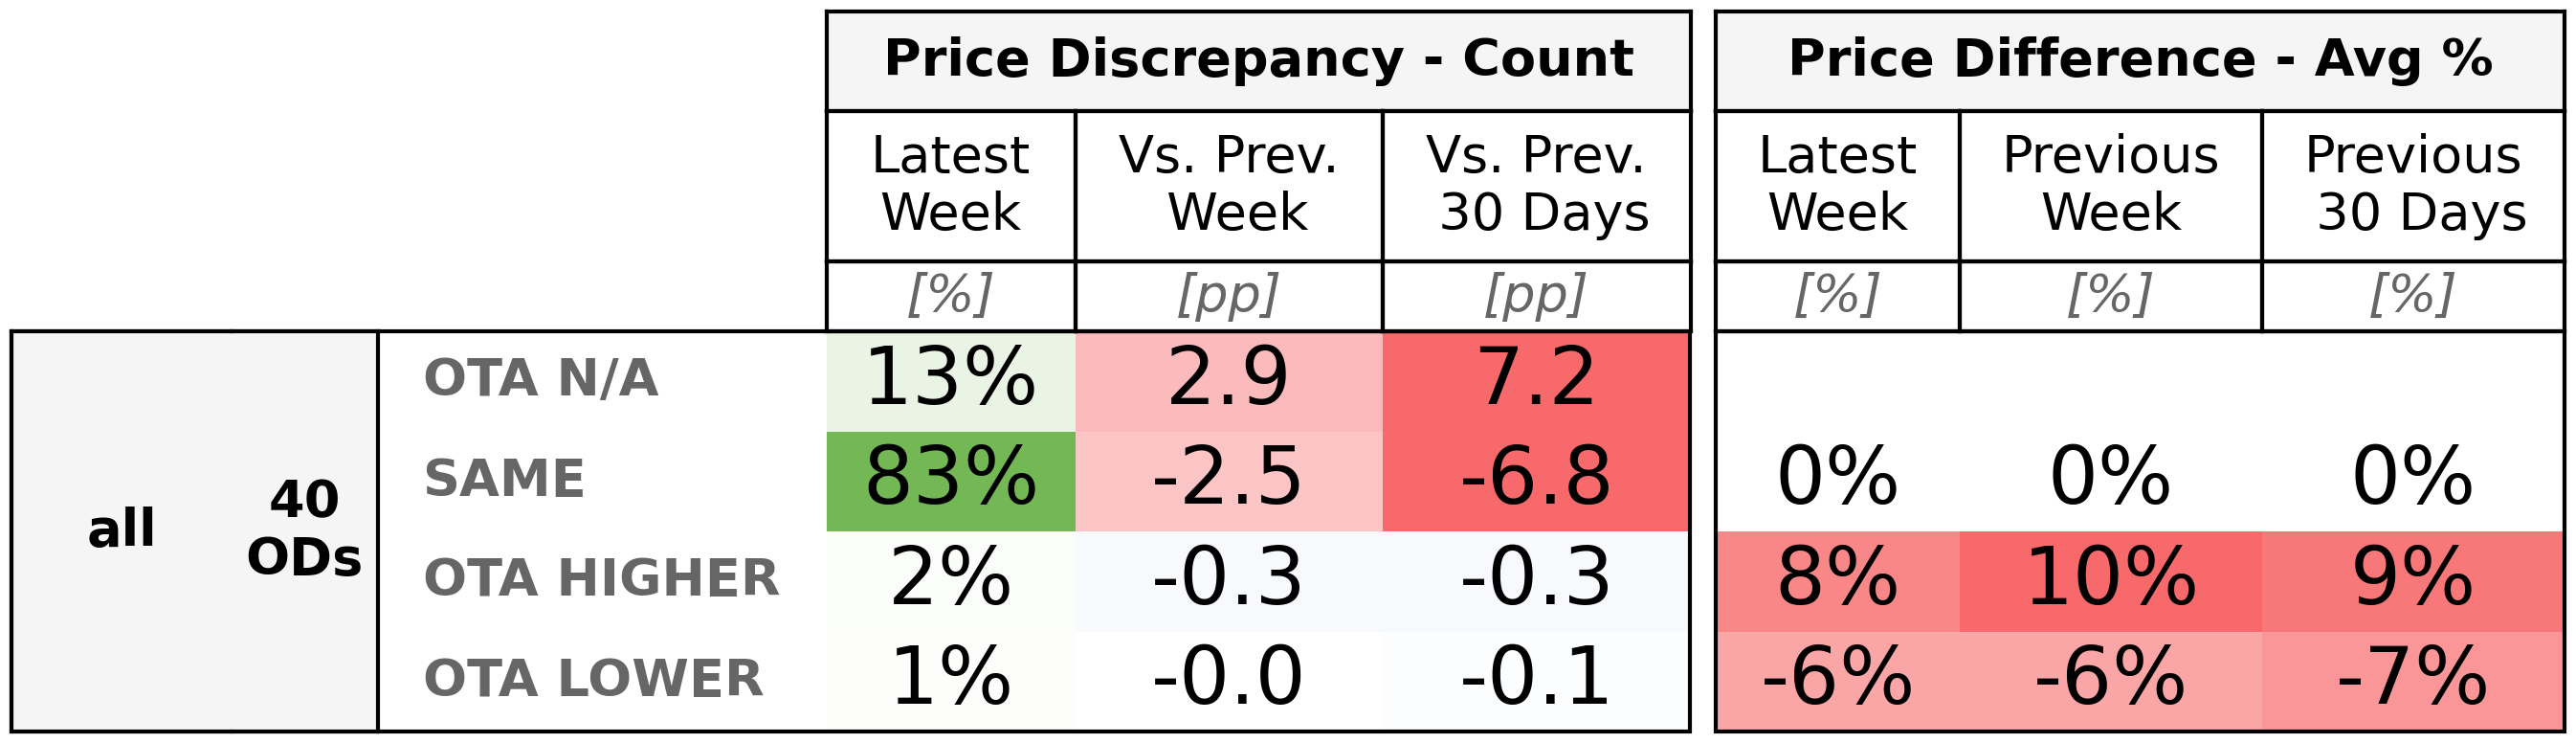 Price Discrepancy - Count Price Difference - Avg %
Latest Week Vs. Prev. Week Vs. Prev. 30 Days Latest Week Previous Week Previous 30 Days
[%] [pp] [pp] [%] [%] [%]
all 40 ODs
OTA N/A 13% 2.9 7.2
SAME 83% -2.5 -6.8 0% 0% 0%
OTA HIGHER 2% -0.3 -0.3 8% 10% 9%
OTA LOWER 1% -0.0 -0.1 -6% -6% -7%